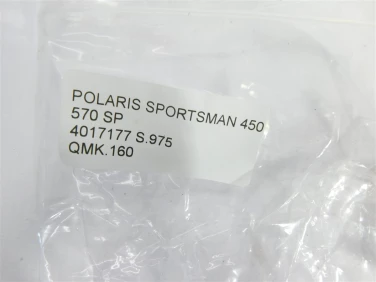 POLARIS SPORTSMAN 450
570 SP
4017177 S.975
QMK.160